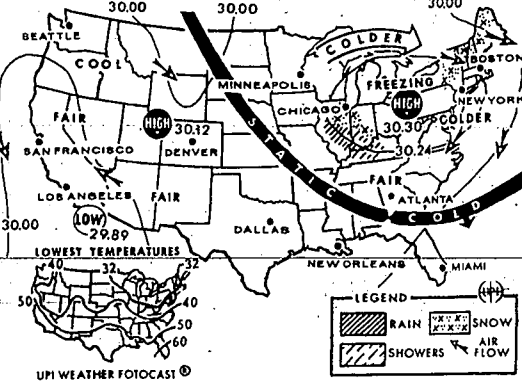 30.00
30.00
30.00
SEATTLE
COLDER
BOSTON
COOL
MINNEAPOLIS
FREEZING
CHICAGO
HIGH
NEW YORK
FAIR
HIGH
30.12
30.30
COLDER
SAN FRANCISCO
DENVER
STATIC COLD
30.24
LOS ANGELES
FAIR
FAIR
ATLANTA
LOW
30.00
29.89
DALLAS
LOWEST TEMPERATURES
NEW ORLEANS
MIAMI
40
32
32
50
40
50
60
LEGEND
UPI
RAIN
SNOW
SHOWERS
AIR
FLOW
UPI WEATHER FOTOCAST ®